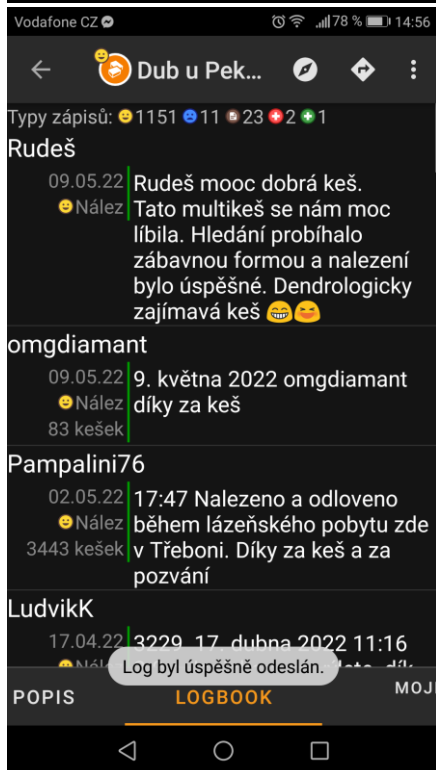 Vodafone CZ 78 % 14:56
Dub u Pek...
Typy zápisů: 1151 11 23 2 1
Rudeš
09.05.22 Rudeš mooc dobrá keš.
Nález Tato multikeš se nám moc
líbila. Hledání probíhalo
zábavnou formou a nalezení
bylo úspěšné. Dendrologicky
zajímavá keš 😁😆
omgdiamant
09.05.22 9. května 2022 omgdiamant
Nález díky za keš
83 kešek
Pampalini76
02.05.22 17:47 Nalezeno a odloveno
Nález během lázeňského pobytu zde
3443 kešek v Třeboni. Díky za keš a za
pozvání
LudvikK
17.04.22 3229 17. dubna 2022 11:16
Log byl úspěšně odeslán.
POPIS LOGBOOK MOJE